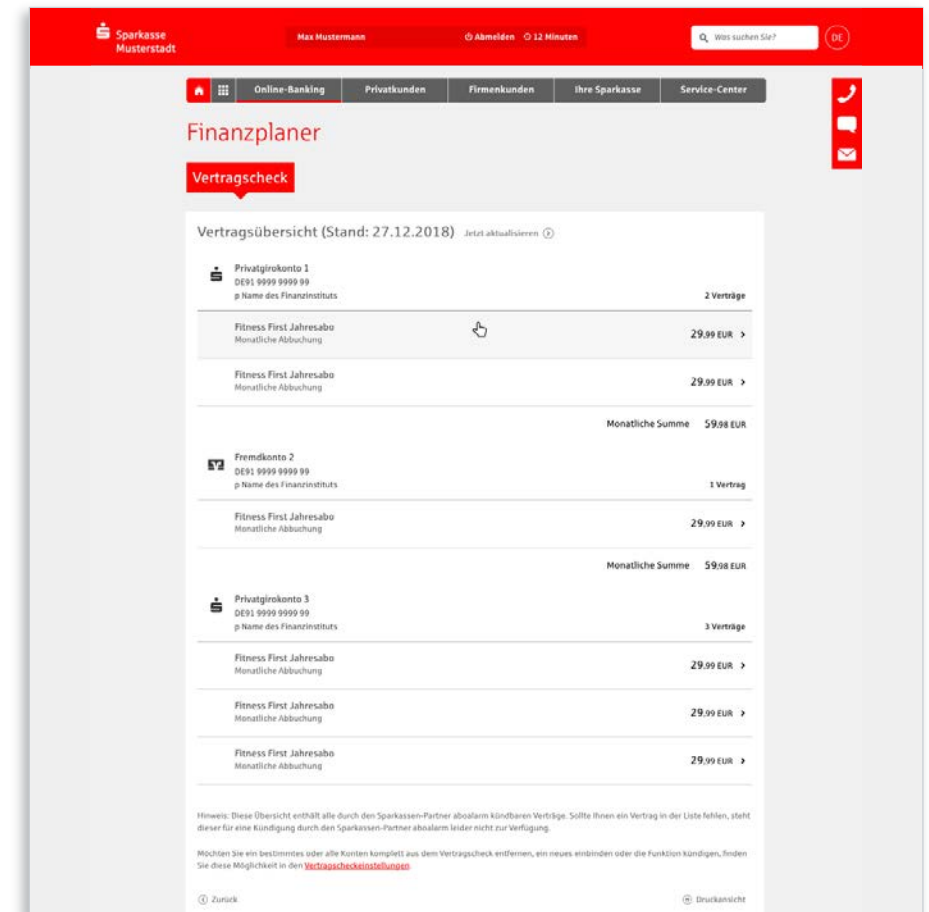 Sparkasse
Musterstadt
Max Mustermann
Abmelden 12 Minuten
Was suchen Sie?
DE
Online-Banking Privatkunden Firmenkunden Ihre Sparkasse Service-Center
Finanzplaner
Vertragscheck
Vertragsübersicht (Stand: 27.12.2018) Jetzt aktualisieren
Privatgirokonto 1
DE91 9999 9999 99
p Name des Finanzinstituts 2 Verträge
Fitness First Jahresabo
Monatliche Abbuchung
29,99 EUR
Fitness First Jahresabo
Monatliche Abbuchung
29,99 EUR
Monatliche Summe 59,98 EUR
Fremdkonto 2
DE91 9999 9999 99
p Name des Finanzinstituts 1 Vertrag
Fitness First Jahresabo
Monatliche Abbuchung
29,99 EUR
Monatliche Summe 59,98 EUR
Privatgirokonto 3
DE91 9999 9999 99
p Name des Finanzinstituts 3 Verträge
Fitness First Jahresabo
Monatliche Abbuchung
29,99 EUR
Fitness First Jahresabo
Monatliche Abbuchung
29,99 EUR
Fitness First Jahresabo
Monatliche Abbuchung
29,99 EUR
Hinweis: Diese Übersicht enthält alle durch den Sparkassen-Partner aboalarm kündbaren Verträge. Sollte Ihnen ein Vertrag in der Liste fehlen, steht
dieser für eine Kündigung durch den Sparkassen-Partner aboalarm leider nicht zur Verfügung.
Möchten Sie ein bestimmtes oder alle Konten komplett aus dem Vertragscheck entfernen, ein neues einbinden oder die Funktion kündigen, finden
Sie diese Möglichkeit in den Vertragscheckeinstellungen.
Zurück Druckansicht